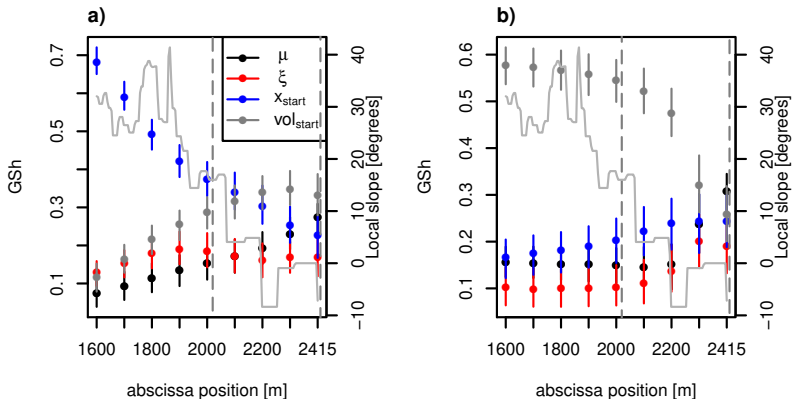 a)
b)
0.7
0.5
0.3
0.1
GSh
μ
ξ
x_start
vol_start
40
30
20
10
0
−10
Local slope [degrees]
1600
1800
2000
2200
2415
abscissa position [m]
0.6
0.5
0.4
0.3
0.2
0.1
GSh
40
30
20
10
0
−10
Local slope [degrees]
1600
1800
2000
2200
2415
abscissa position [m]